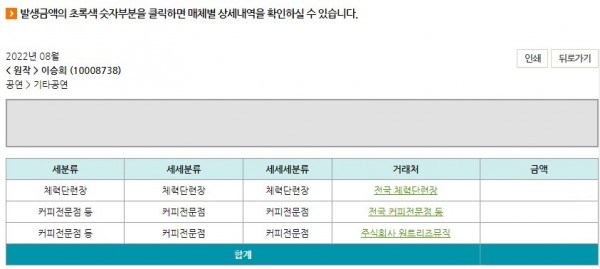 발생금액의 초록색 숫자부분을 클릭하면 매체별 상세내역을 확인하실 수 있습니다.
2022년 08월
< 원작 > 이승희 (10008738)
공연 > 기타공연
인쇄 뒤로가기
세분류 세세분류 세세세분류 거래처 금액
체력단련장 체력단련장 체력단련장 전국 체력단련장
커피전문점 등 커피전문점 커피전문점 전국 커피전문점 등
커피전문점 등 커피전문점 커피전문점 주식회사 원트리즈뮤직
합계